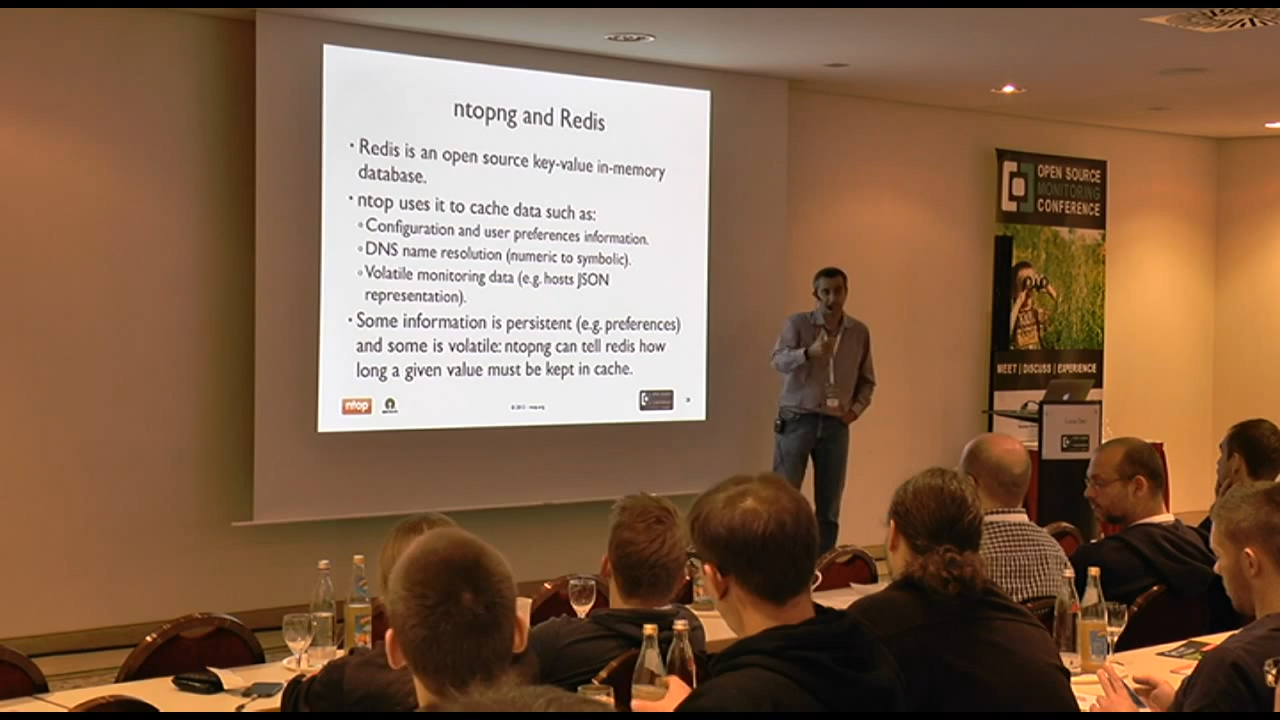 ntopng and Redis
• Redis is an open source key-value in-memory
database.
• ntop uses it to cache data such as:
◦ Configuration and user preferences information.
◦ DNS name resolution (numeric to symbolic).
◦ Volatile monitoring data (e.g. hosts JSON
representation).
• Some information is persistent (e.g. preferences)
and some is volatile: ntopng can tell redis how
long a given value must be kept in cache.
ntop
OPEN SOURCE
MONITORING
CONFERENCE
MEET | DISCUSS | EXPERIENCE